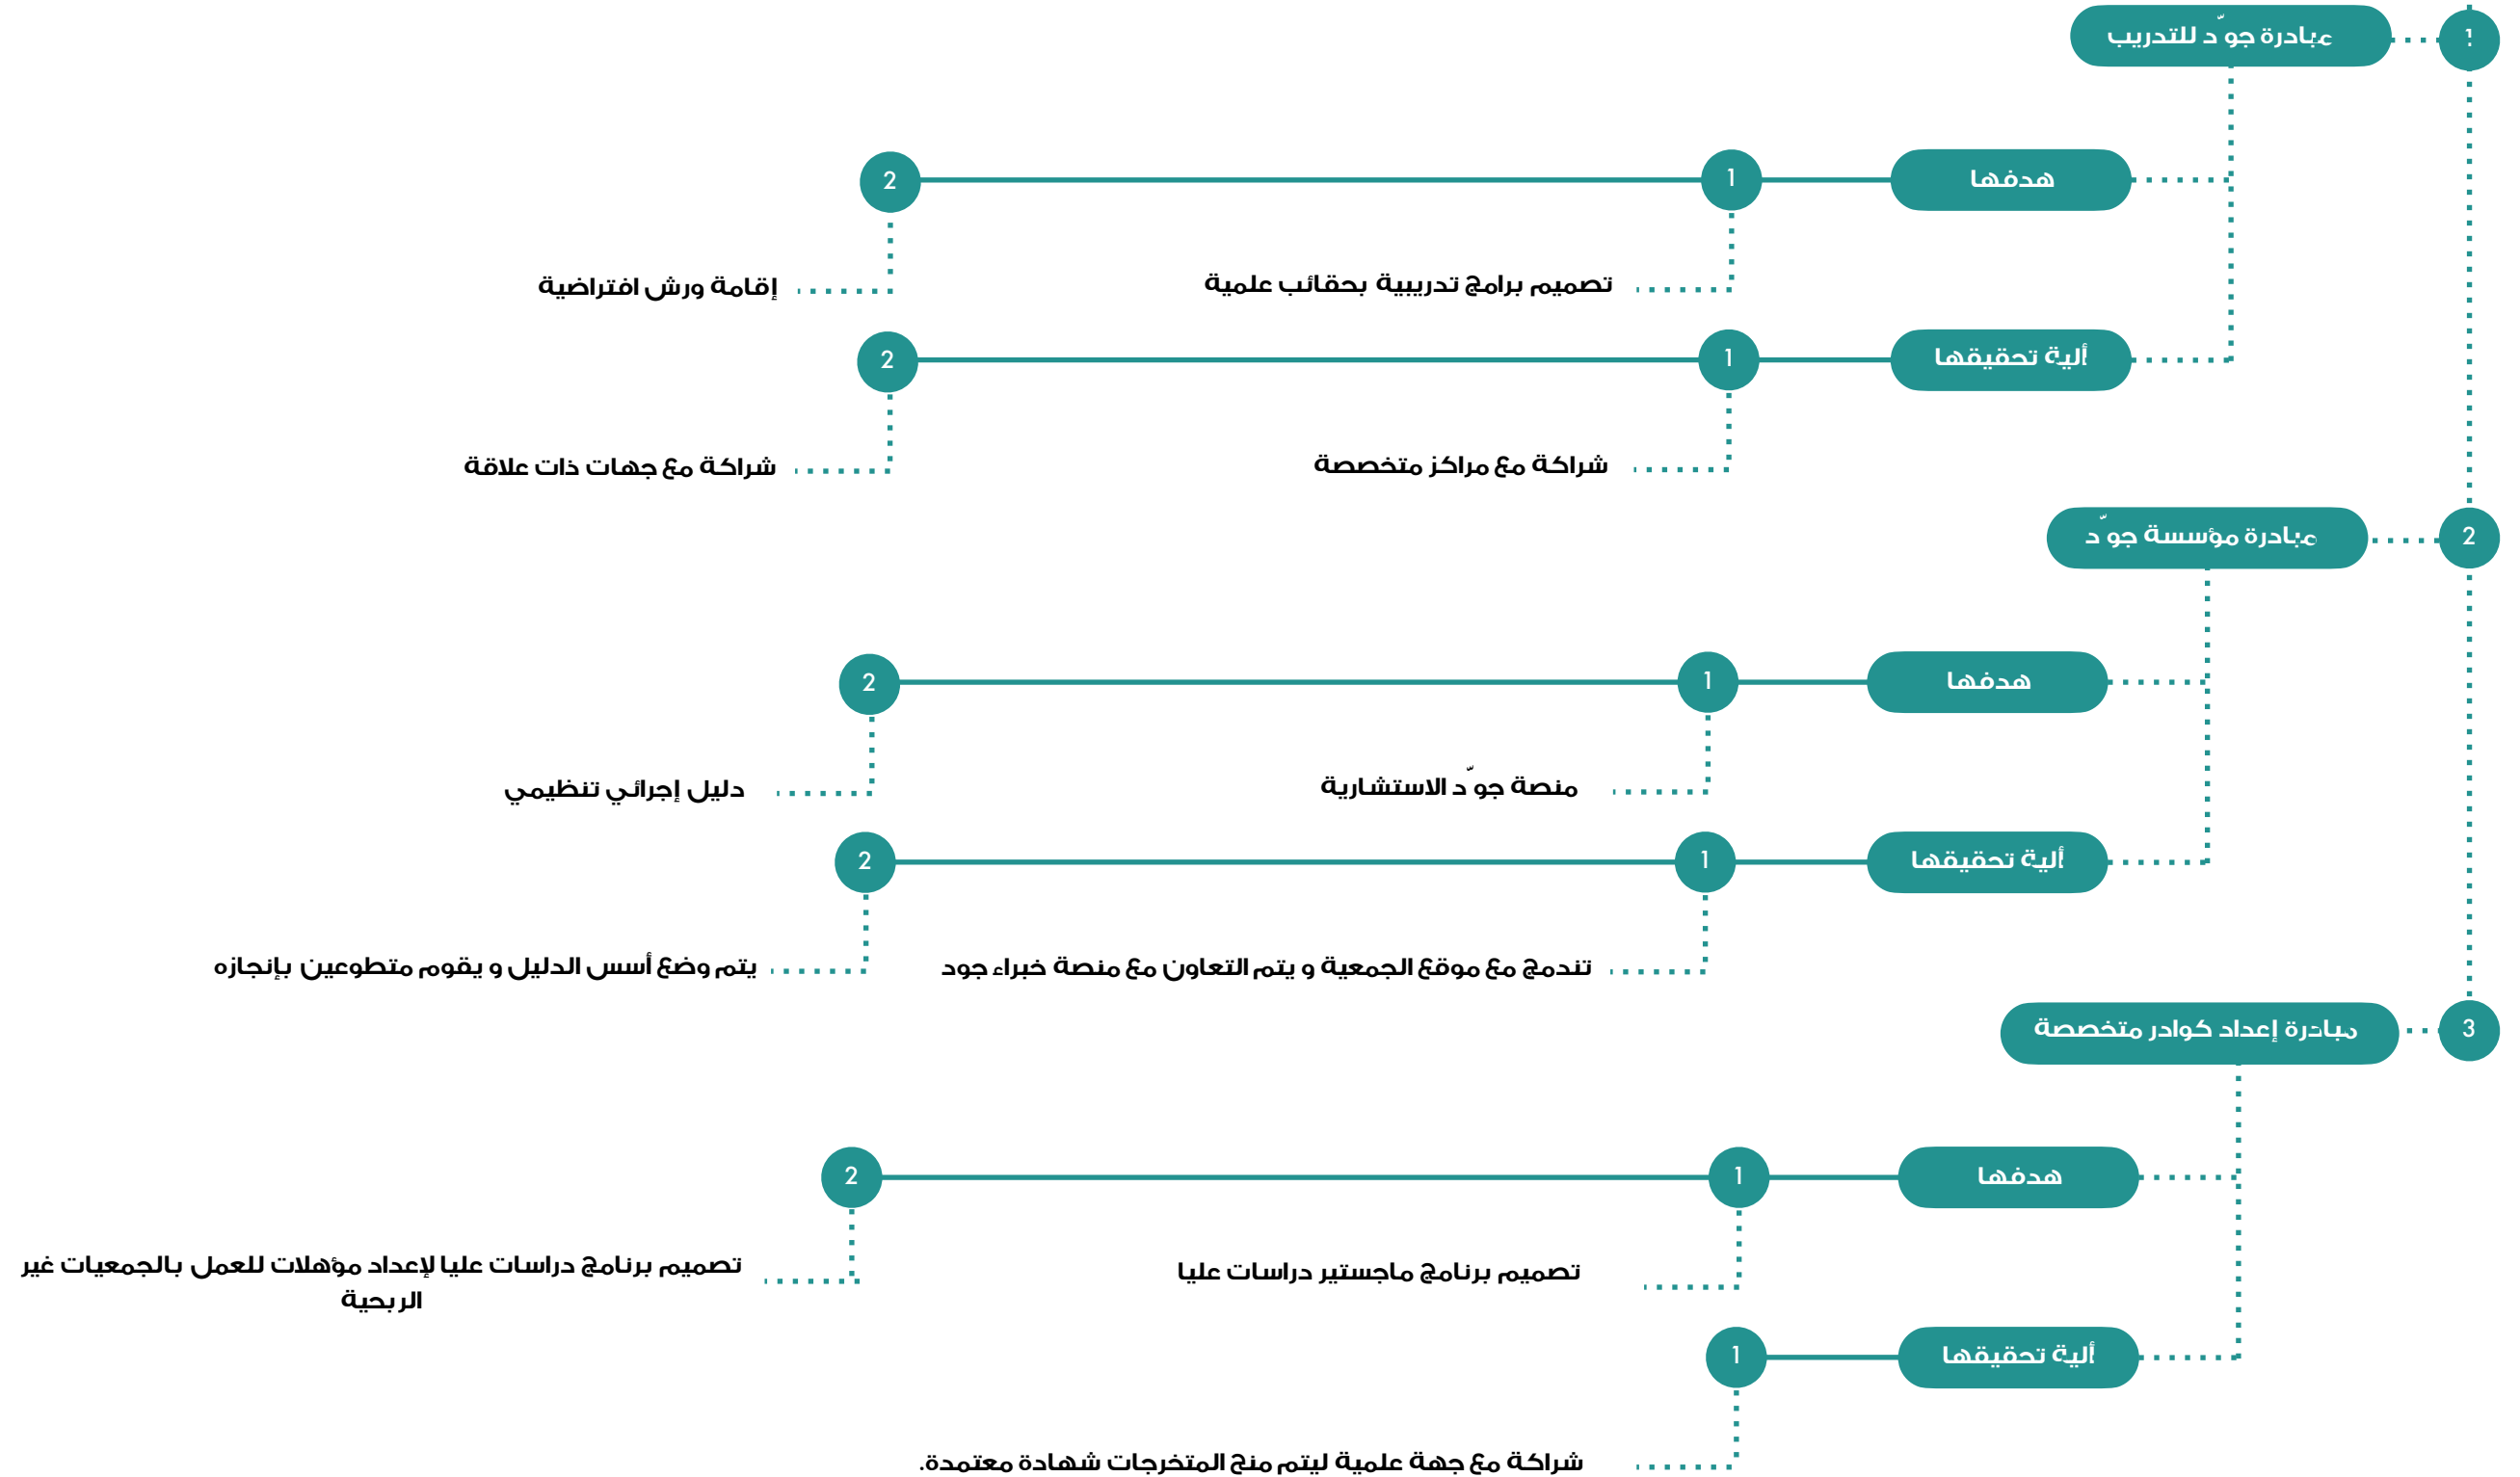 1
مبادرة جوّد للتدريب
هدفها
1
2
تصميم برامج تدريبية بحقائب علمية
إقامة ورش افتراضية
ألية تحقيقها
1
2
شراكة مع مراكز متخصصة
شراكة مع جهات ذات علاقة
2
مبادرة مؤسسة جوّد
هدفها
1
2
منصة جوّد الاستشارية
دليل إجرائي تنظيمي
ألية تحقيقها
1
2
تندمج مع موقع الجمعية و يتم التعاون مع منصة خبراء جود
يتم وضع أسس الدليل و يقوم متطوعين بإنجازه
3
مبادرة إعداد كوادر متخصصة
هدفها
1
2
تصميم برنامج ماجستير دراسات عليا
تصميم برنامج دراسات عليا لإعداد مؤهلات للعمل بالجمعيات غير
الربحية
ألية تحقيقها
1
شراكة مع جهة علمية ليتم منح المتخرجات شهادة معتمدة.